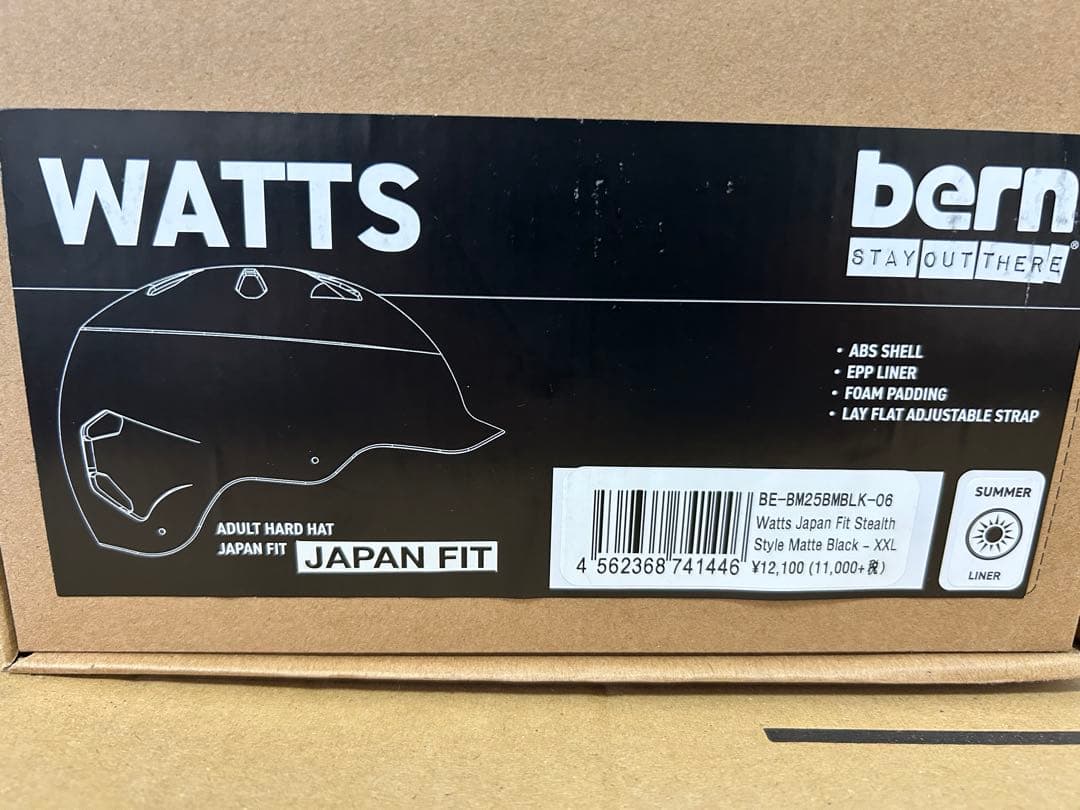 WATTS
bern®
STAY OUT THERE
• ABS SHELL
• EPP LINER
• FOAM PADDING
• LAY FLAT ADJUSTABLE STRAP
ADULT HARD HAT
JAPAN FIT
JAPAN FIT
BE-BM25BMBLK-06
Watts Japan Fit Stealth
Style Matte Black - XXL
4 562368 741446
¥12,100 (11,000+税)
SUMMER
LINER